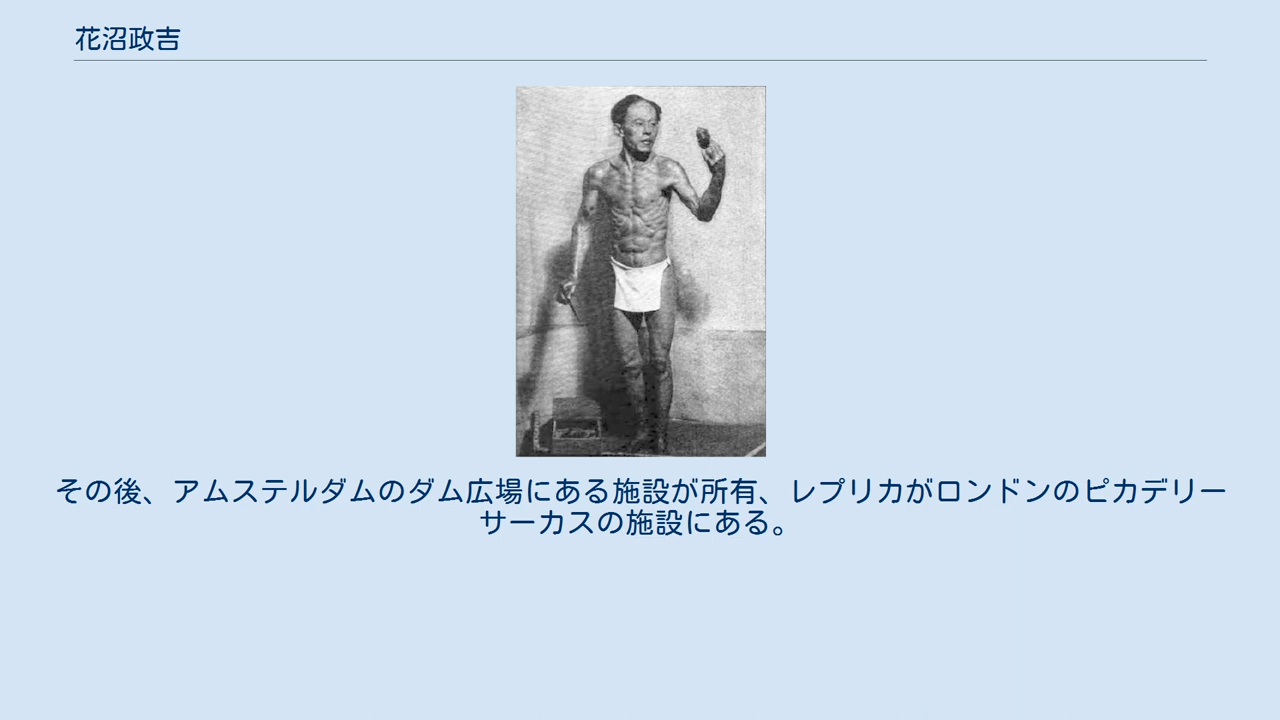 花沼政吉
その後、アムステルダムのダム広場にある施設が所有、レプリカがロンドンのピカデリー
サーカスの施設にある。